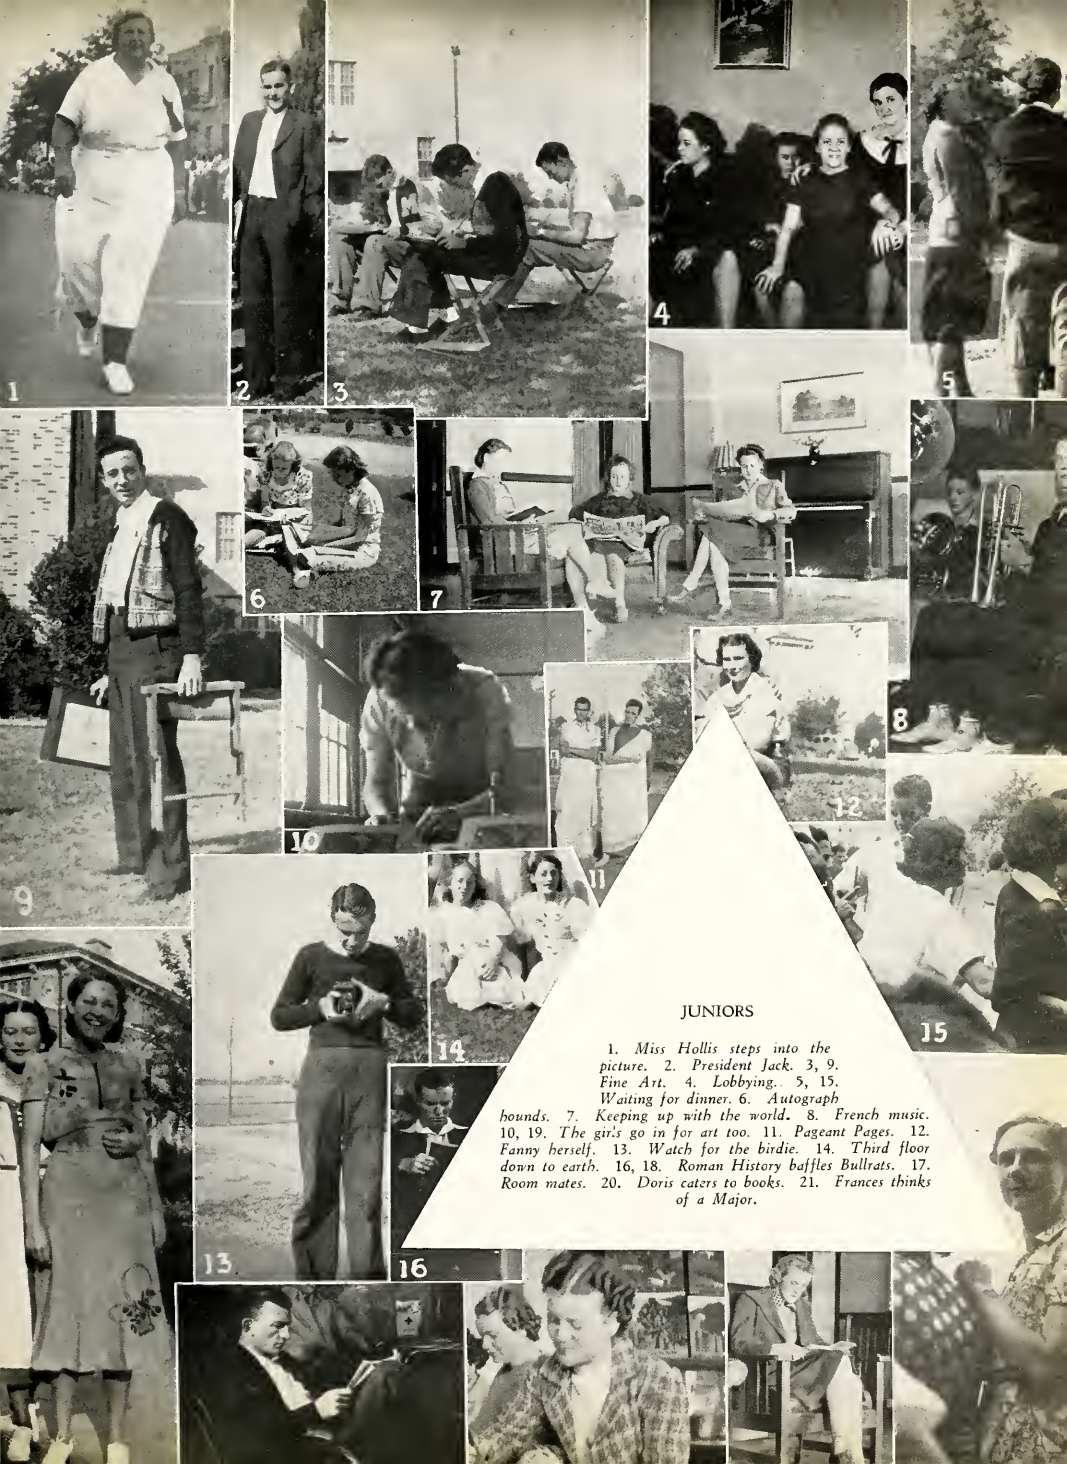 1
2
3
4
5
6
7
8
9
10
11
12
13
14
15
16
JUNIORS
1. Miss Hollis steps into the
picture. 2. President Jack. 3, 9.
Fine Art. 4. Lobbying.. 5, 15.
Waiting for dinner. 6. Autograph
hounds. 7. Keeping up with the world. 8. French music.
10, 19. The girls go in for art too. 11. Pageant Pages. 12.
Fanny herself. 13. Watch for the birdie. 14. Third floor
down to earth. 16, 18. Roman History baffles Bullrats. 17.
Room mates. 20. Doris caters to books. 21. Frances thinks
of a Major.